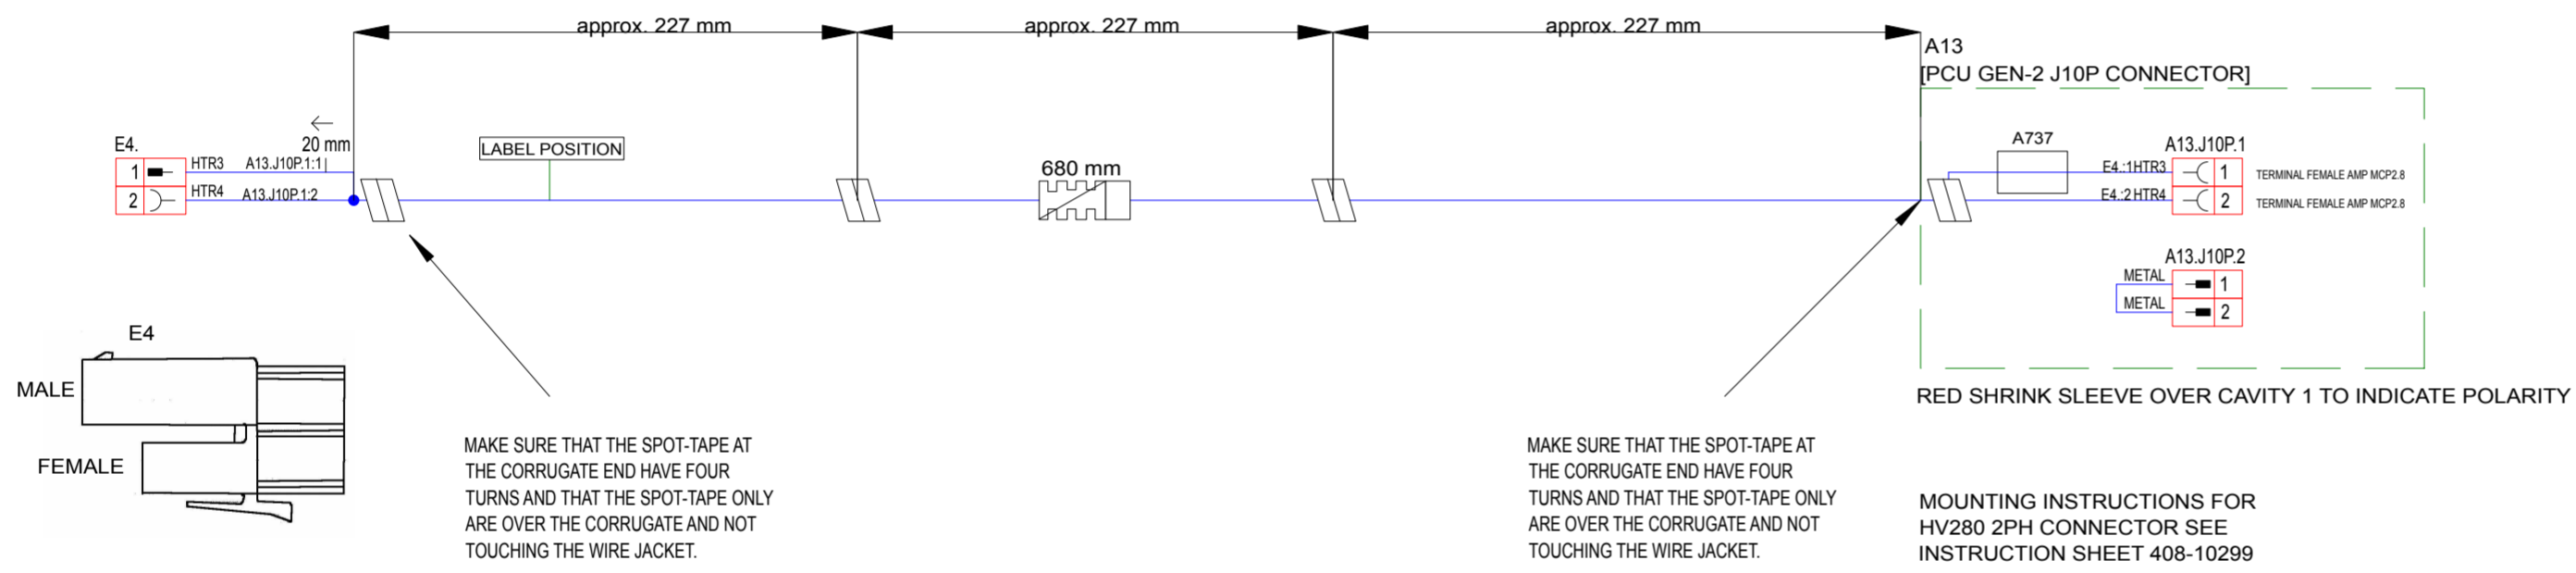 approx. 227 mm
approx. 227 mm
approx. 227 mm
A13
[PCU GEN-2 J10P CONNECTOR]
20 mm
E4.
1
HTR3
A13.J10P.1:1
2
HTR4
A13.J10P.1:2
LABEL POSITION
680 mm
A737
A13.J10P.1
E4.:1
HTR3
1
TERMINAL FEMALE AMP MCP2.8
E4.:2
HTR4
2
TERMINAL FEMALE AMP MCP2.8
A13.J10P.2
METAL
1
METAL
2
E4
MALE
FEMALE
MAKE SURE THAT THE SPOT-TAPE AT
THE CORRUGATE END HAVE FOUR
TURNS AND THAT THE SPOT-TAPE ONLY
ARE OVER THE CORRUGATE AND NOT
TOUCHING THE WIRE JACKET.
MAKE SURE THAT THE SPOT-TAPE AT
THE CORRUGATE END HAVE FOUR
TURNS AND THAT THE SPOT-TAPE ONLY
ARE OVER THE CORRUGATE AND NOT
TOUCHING THE WIRE JACKET.
RED SHRINK SLEEVE OVER CAVITY 1 TO INDICATE POLARITY
MOUNTING INSTRUCTIONS FOR
HV280 2PH CONNECTOR SEE
INSTRUCTION SHEET 408-10299